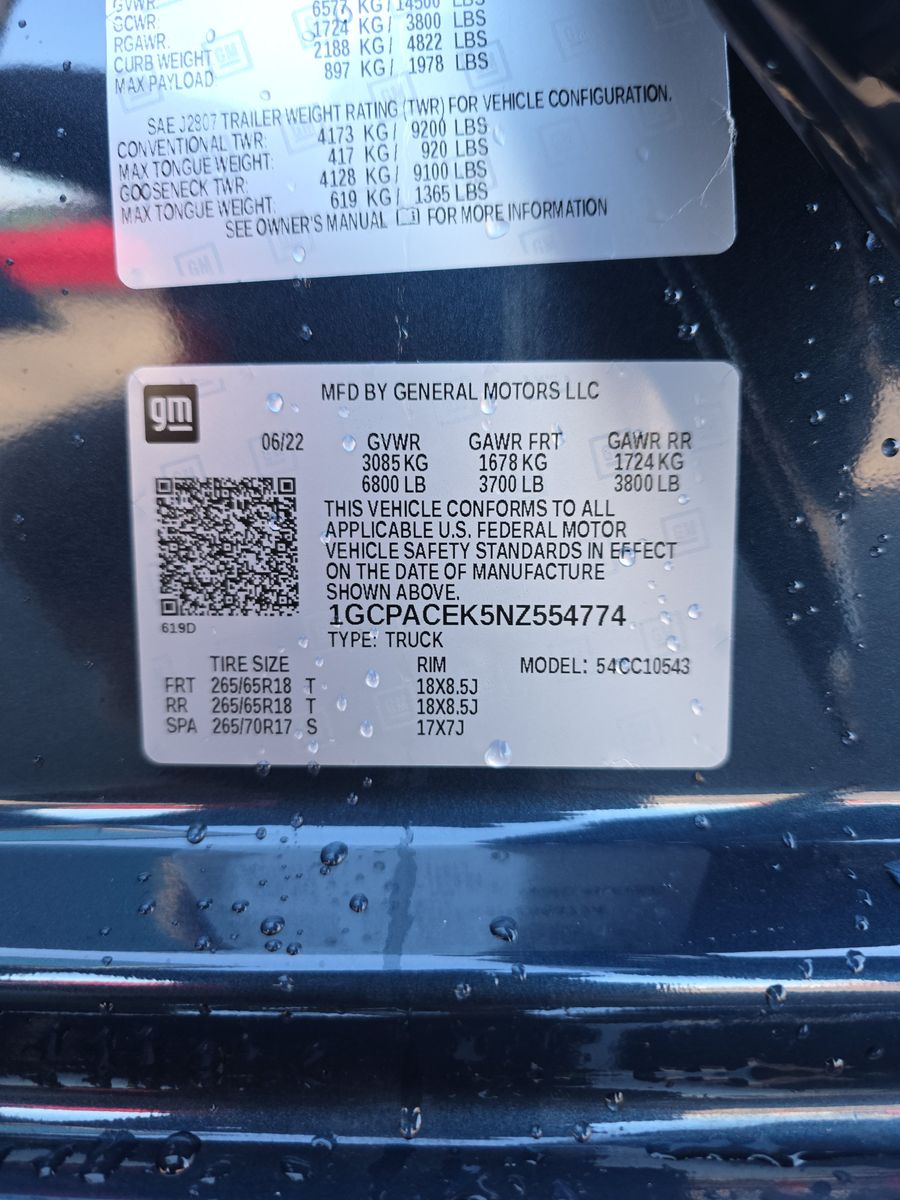 GVWR:
GCWR: 6577 KG/ 14500 LBS
RGAWR: 1724 KG/ 3800 LBS
CURB WEIGHT 2188 KG/ 4822 LBS
MAX PAYLOAD: 897 KG/ 1978 LBS
SAE J2807 TRAILER WEIGHT RATING (TWR) FOR VEHICLE CONFIGURATION.
CONVENTIONAL TWR: 4173 KG/ 9200 LBS
MAX TONGUE WEIGHT: 417 KG/ 920 LBS
GOOSENECK TWR: 4128 KG/ 9100 LBS
MAX TONGUE WEIGHT: 619 KG/ 1365 LBS
SEE OWNER'S MANUAL FOR MORE INFORMATION
gm
MFD BY GENERAL MOTORS LLC
06/22 GVWR GAWR FRT GAWR RR
3085 KG 1678 KG 1724 KG
6800 LB 3700 LB 3800 LB
THIS VEHICLE CONFORMS TO ALL
APPLICABLE U.S. FEDERAL MOTOR
VEHICLE SAFETY STANDARDS IN EFFECT
ON THE DATE OF MANUFACTURE
SHOWN ABOVE.
1GCPACEK5NZ554774
619D
TYPE: TRUCK
TIRE SIZE RIM MODEL: 54CC10543
FRT 265/65R18 T 18X8.5J
RR 265/65R18 T 18X8.5J
SPA 265/70R17 S 17X7J